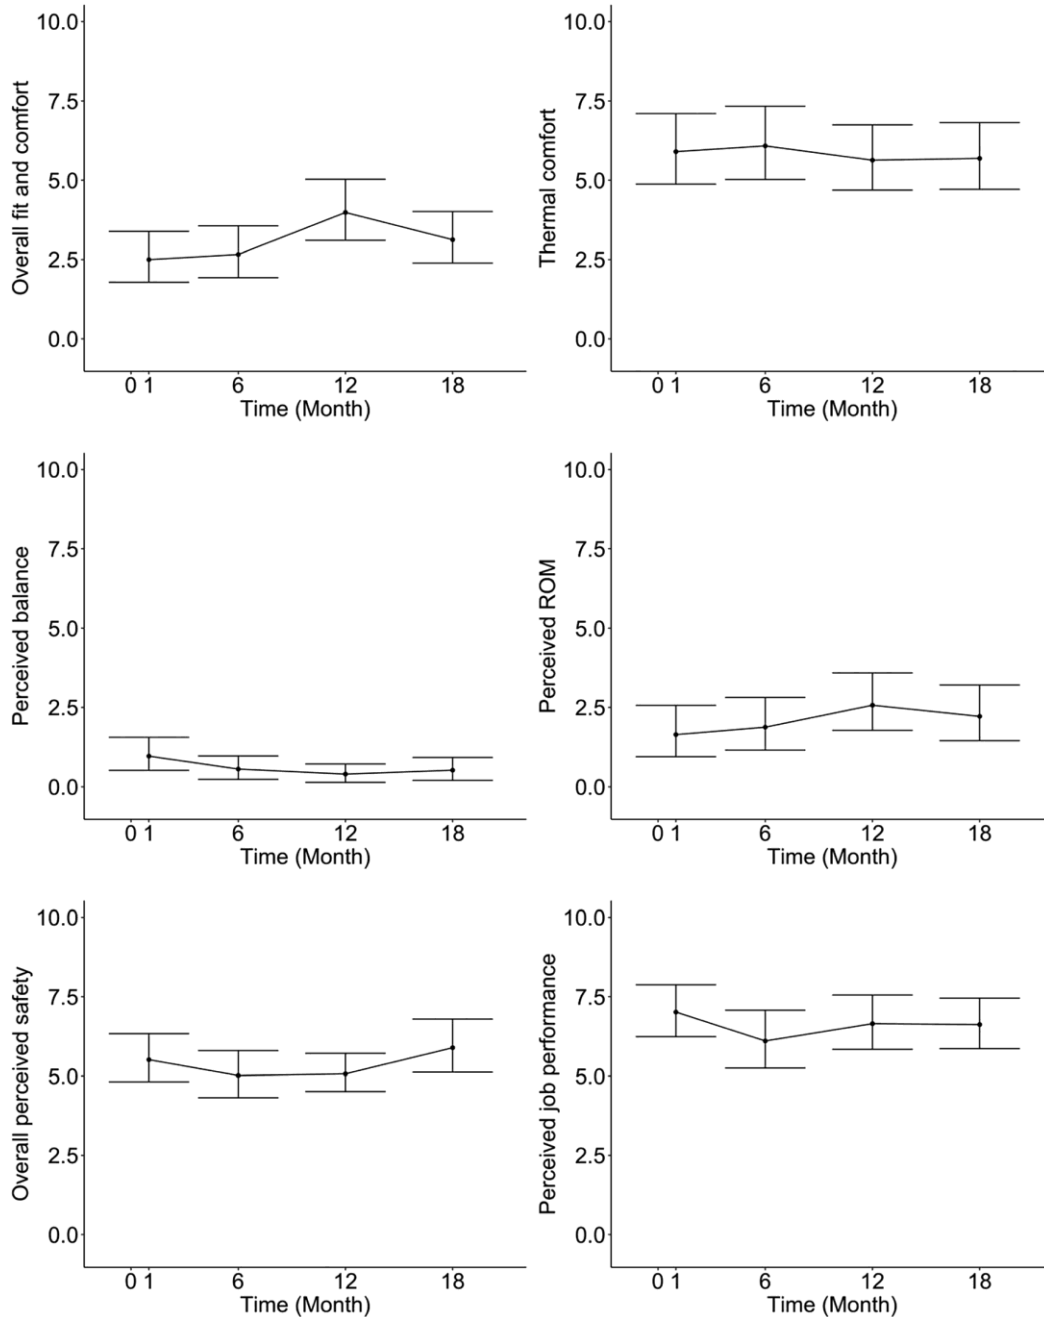 10.0
7.5
5.0
2.5
0.0
Overall fit and comfort
0 1 6 12 18
Time (Month)
10.0
7.5
5.0
2.5
0.0
Thermal comfort
0 1 6 12 18
Time (Month)
10.0
7.5
5.0
2.5
0.0
Perceived balance
0 1 6 12 18
Time (Month)
10.0
7.5
5.0
2.5
0.0
Perceived ROM
0 1 6 12 18
Time (Month)
10.0
7.5
5.0
2.5
0.0
Overall perceived safety
0 1 6 12 18
Time (Month)
10.0
7.5
5.0
2.5
0.0
Perceived job performance
0 1 6 12 18
Time (Month)